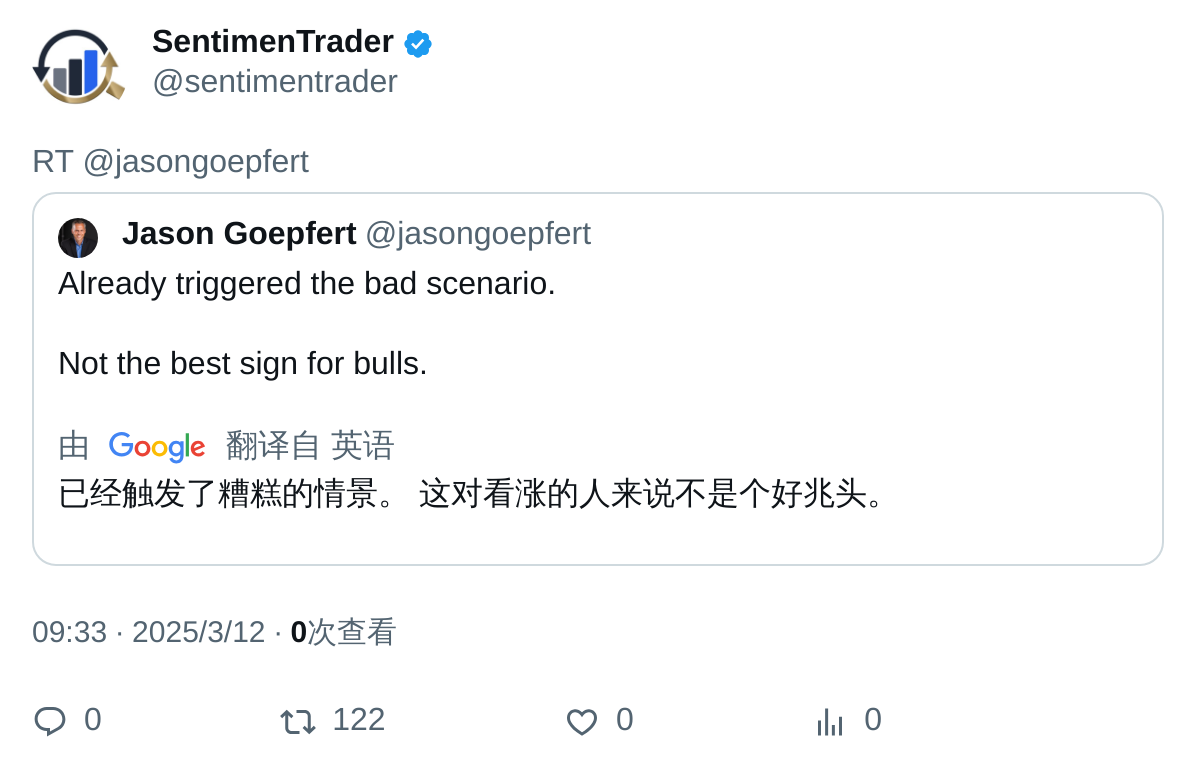 SentimenTrader
@sentimentrader
RT @jasongoepfert
Jason Goepfert @jasongoepfert
Already triggered the bad scenario.
Not the best sign for bulls.
由 Google 翻译自 英语
已经触发了糟糕的情景。 这对看涨的人来说不是个好兆头。
09:33 · 2025/3/12 · 0次查看
0 122 0 0